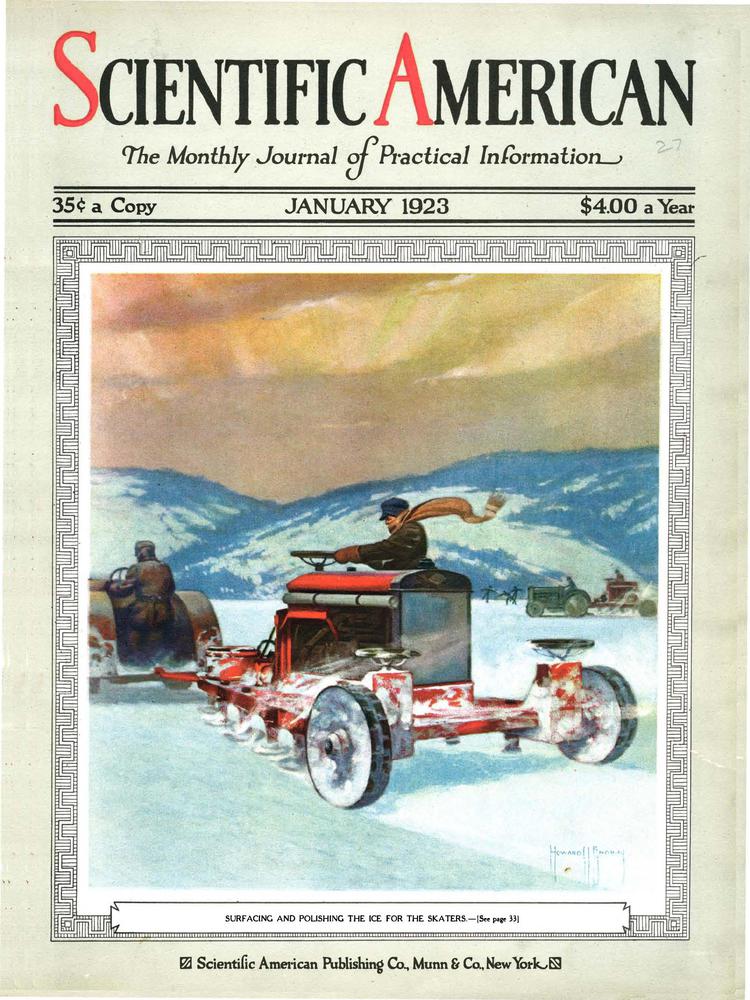 SCIENTIFIC AMERICAN
The Monthly Journal of Practical Information
27
35¢ a Copy JANUARY 1923 $4.00 a Year
HOWARD V BROWN
SURFACING AND POLISHING THE ICE FOR THE SKATERS.—[See page 33]
Scientific American Publishing Co., Munn & Co., New York